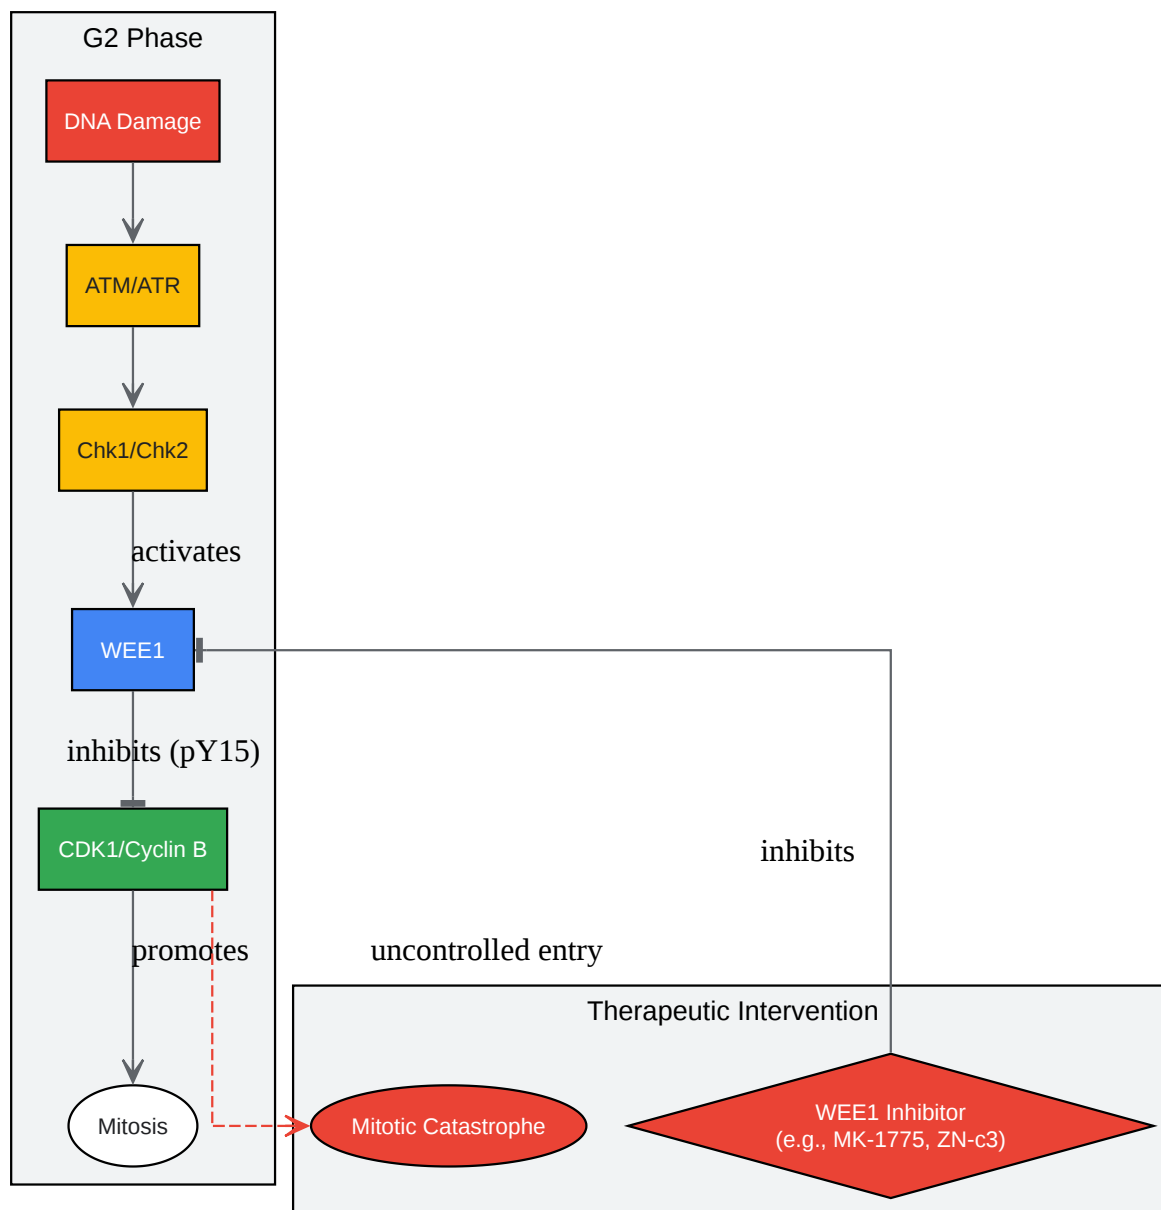 G2 Phase
DNA Damage
ATM/ATR
Chk1/Chk2
activates
WEE1
inhibits (pY15)
CDK1/Cyclin B
inhibits
promotes
uncontrolled entry
Therapeutic Intervention
Mitosis
Mitotic Catastrophe
WEE1 Inhibitor
(e.g., MK-1775, ZN-c3)